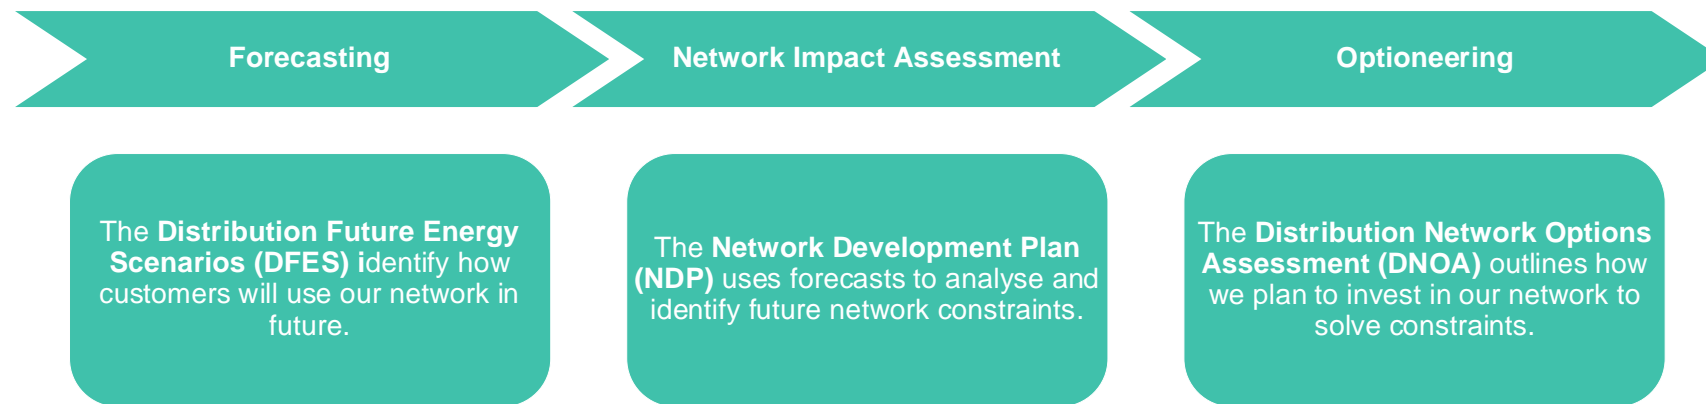 Forecasting
Network Impact Assessment
Optioneering
The Distribution Future Energy
Scenarios (DFES) identify how
customers will use our network in
future.
The Network Development Plan
(NDP) uses forecasts to analyse and
identify future network constraints.
The Distribution Network Options
Assessment (DNOA) outlines how
we plan to invest in our network to
solve constraints.